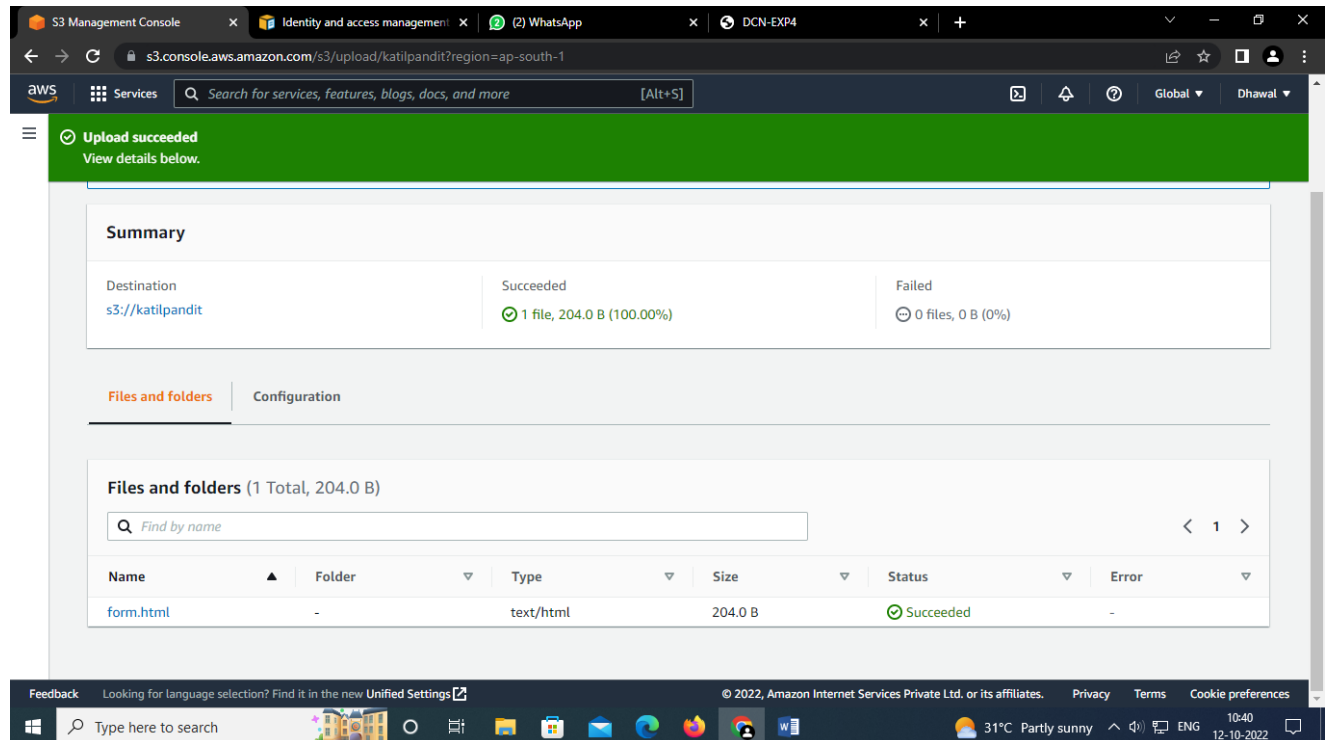 S3 Management Console
Identity and access management
2 (2) WhatsApp
DCN-EXP4
s3.console.aws.amazon.com/s3/upload/katilpandit?region=ap-south-1
aws Services Search for services, features, blogs, docs, and more [Alt+S] Global Dhawal
Upload succeeded
View details below.
Summary
Destination Succeeded Failed
s3://katilpandit 1 file, 204.0 B (100.00%) 0 files, 0 B (0%)
Files and folders Configuration
Files and folders (1 Total, 204.0 B)
Find by name 1
Name Folder Type Size Status Error
form.html - text/html 204.0 B Succeeded -
Feedback Looking for language selection? Find it in the new Unified Settings © 2022, Amazon Internet Services Private Ltd. or its affiliates. Privacy Terms Cookie preferences
Type here to search 31°C Partly sunny ENG 10:40
12-10-2022